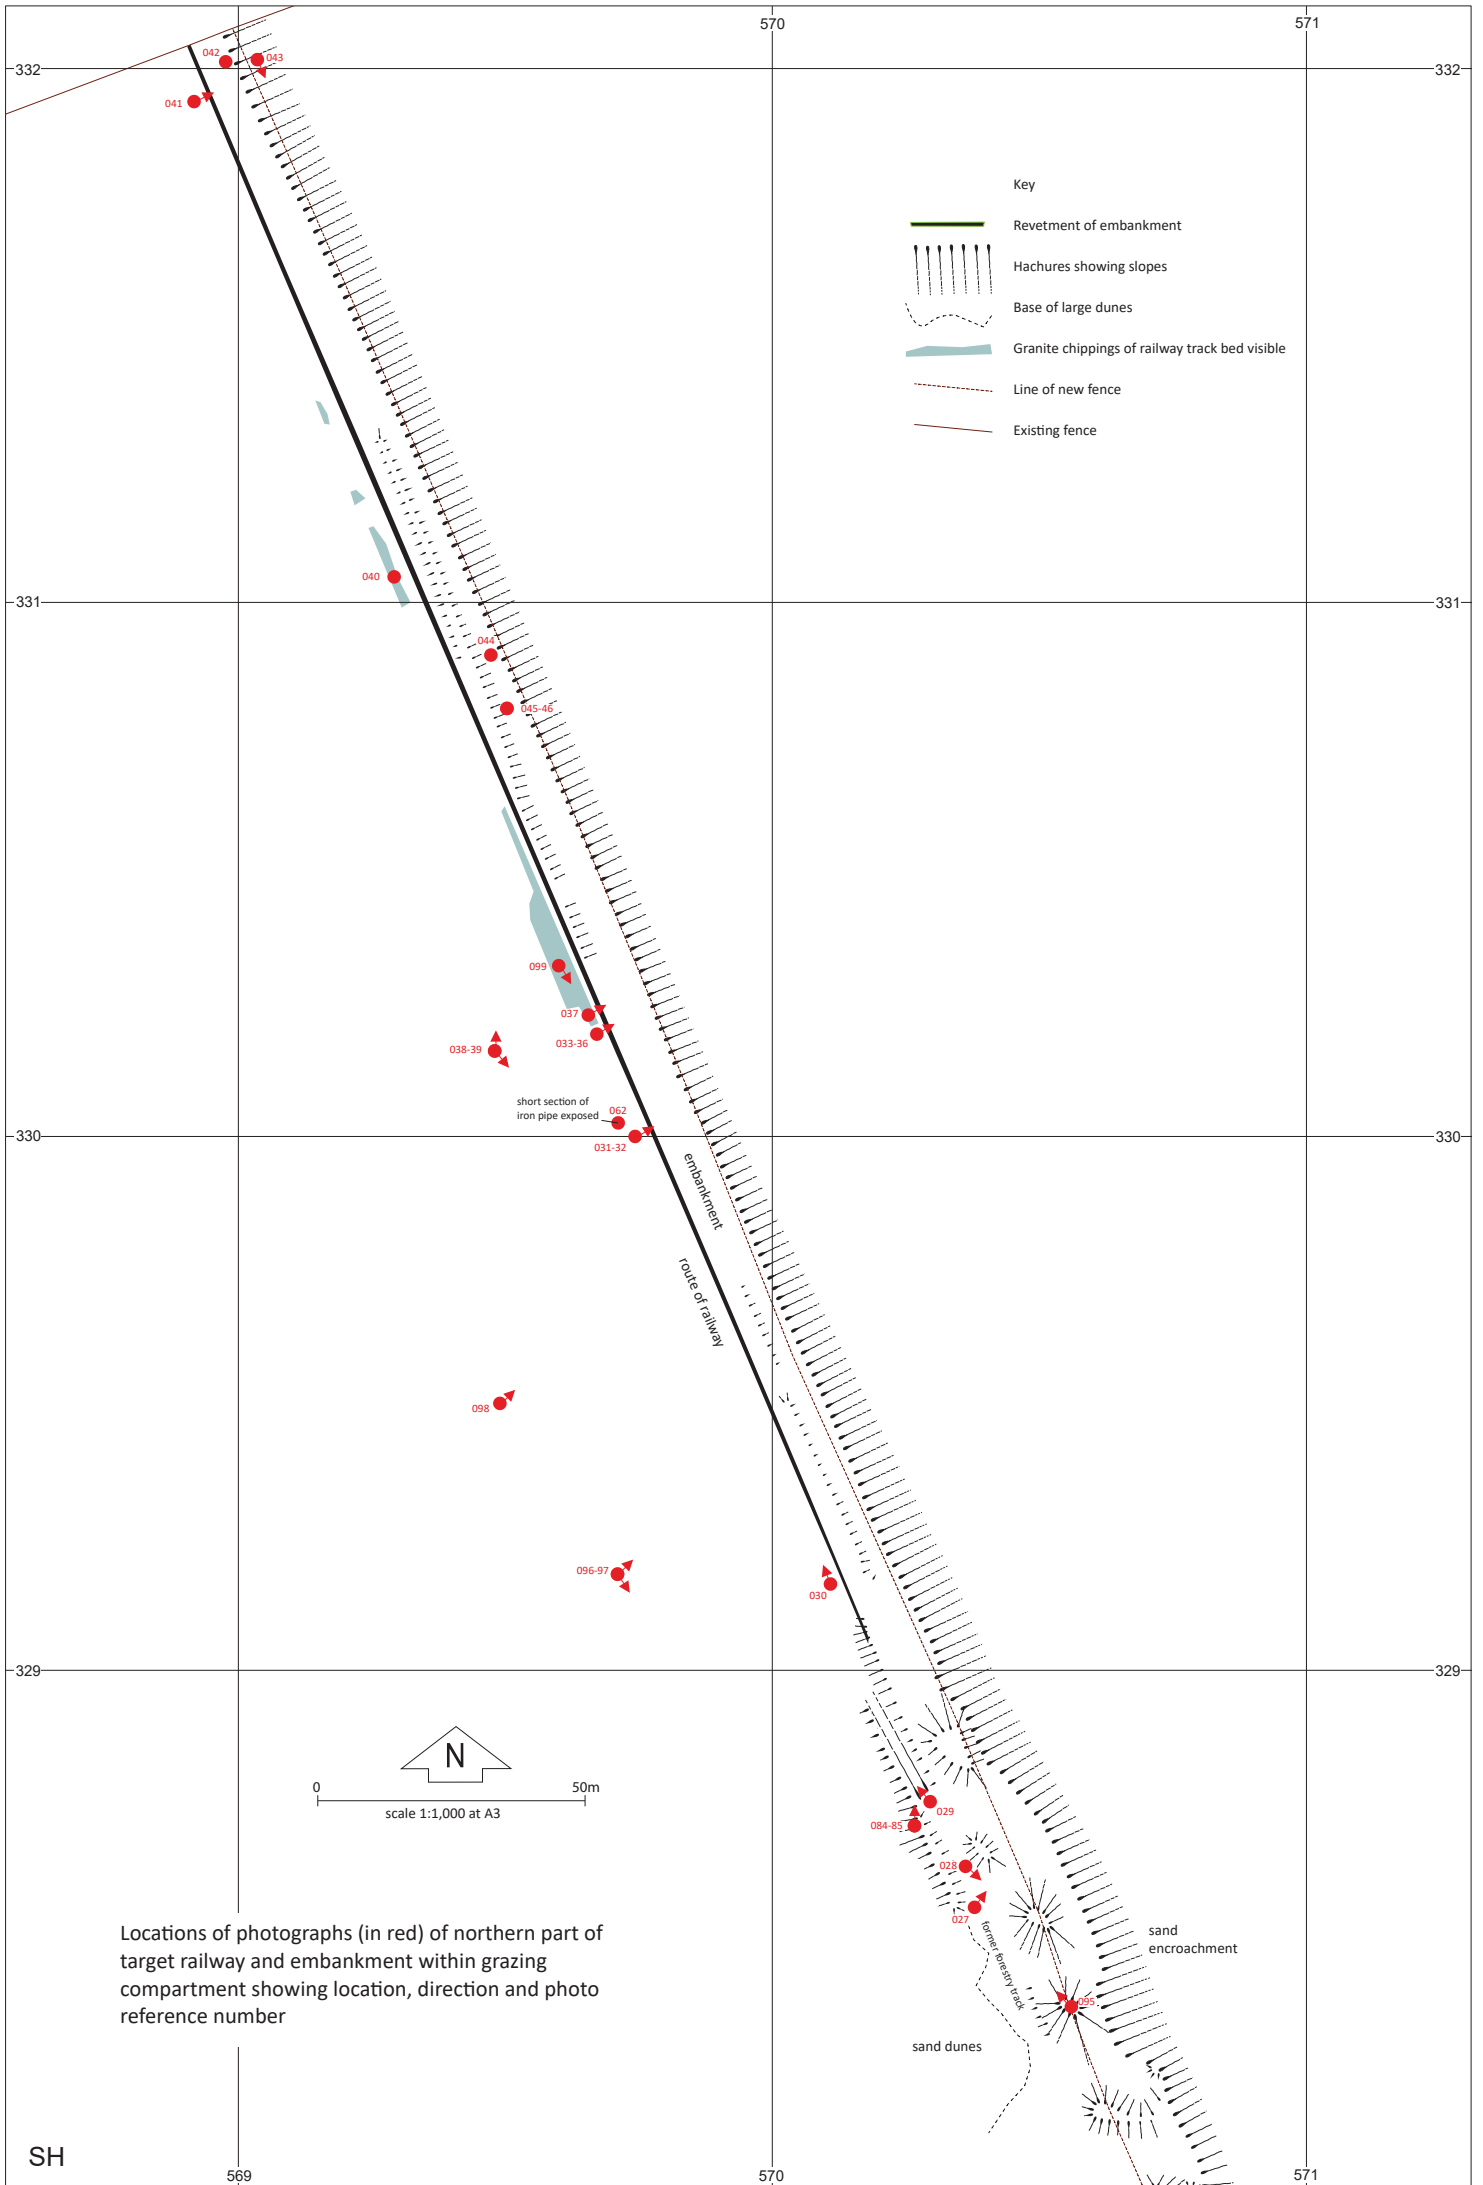 570
571
042
043
332
332
041
Key
Revetment of embankment
Hachures showing slopes
Base of large dunes
Granite chippings of railway track bed visible
Line of new fence
Existing fence
040
331
331
044
045-46
099
037
033-36
038-39
short section of
iron pipe exposed
062
031-32
330
330
embankment
route of railway
098
096-97
030
329
329
N
0
50m
scale 1:1,000 at A3
029
084-85
028
027
former forestry track
sand
encroachment
095
sand dunes
Locations of photographs (in red) of northern part of
target railway and embankment within grazing
compartment showing location, direction and photo
reference number
SH
569
570
571